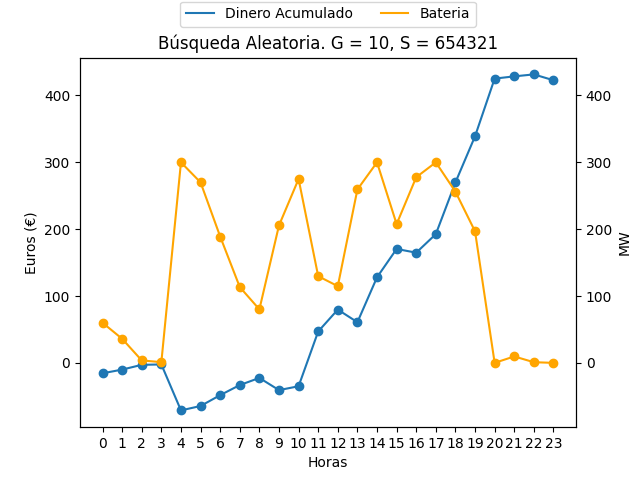 Dinero Acumulado Bateria
Búsqueda Aleatoria. G = 10, S = 654321
400 400
300 300
200 200
100 100
0 0
Euros (€)
MW
0 1 2 3 4 5 6 7 8 9 10 11 12 13 14 15 16 17 18 19 20 21 22 23
Horas